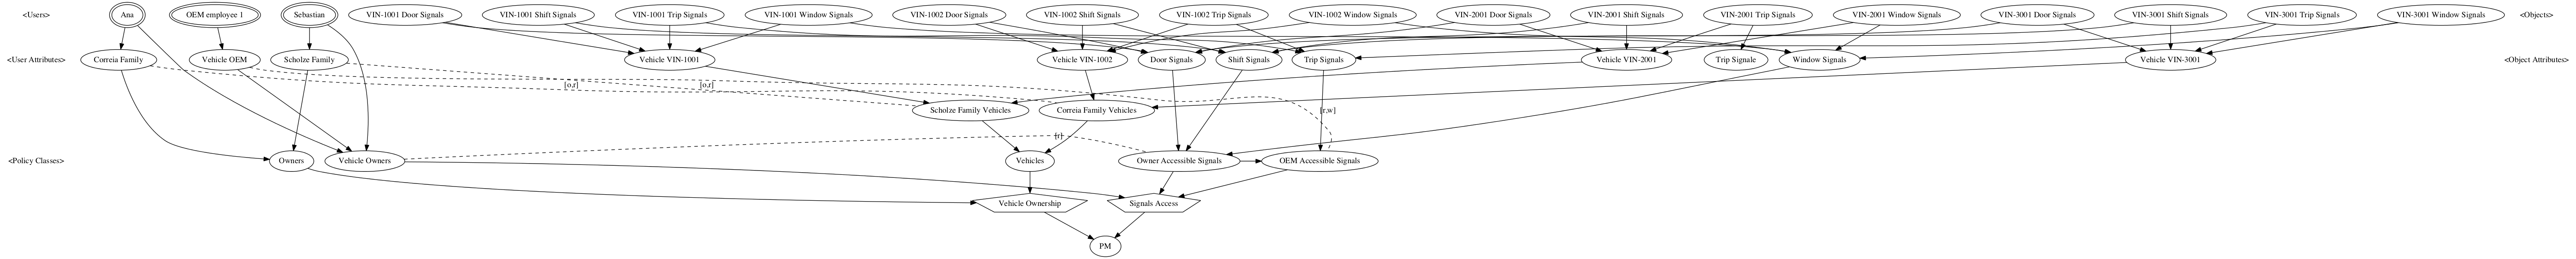 <Users>
Ana
OEM employee 1
Sebastian
VIN-1001 Door Signals
VIN-1001 Shift Signals
VIN-1001 Trip Signals
VIN-1001 Window Signals
VIN-1002 Door Signals
VIN-1002 Shift Signals
VIN-1002 Trip Signals
VIN-1002 Window Signals
VIN-2001 Door Signals
VIN-2001 Shift Signals
VIN-2001 Trip Signals
VIN-2001 Window Signals
VIN-3001 Door Signals
VIN-3001 Shift Signals
VIN-3001 Trip Signals
VIN-3001 Window Signals
<Objects>
<User Attributes>
Correia Family
Vehicle OEM
Scholze Family
Vehicle VIN-1001
Vehicle VIN-1002
Door Signals
Shift Signals
Trip Signals
Vehicle VIN-2001
Trip Signale
Window Signals
Vehicle VIN-3001
<Object Attributes>
[o,r]
[o,r]
Scholze Family Vehicles
Correia Family Vehicles
[r,w]
[r]
<Policy Classes>
Owners
Vehicle Owners
Vehicles
Owner Accessible Signals
OEM Accessible Signals
Vehicle Ownership
Signals Access
PM